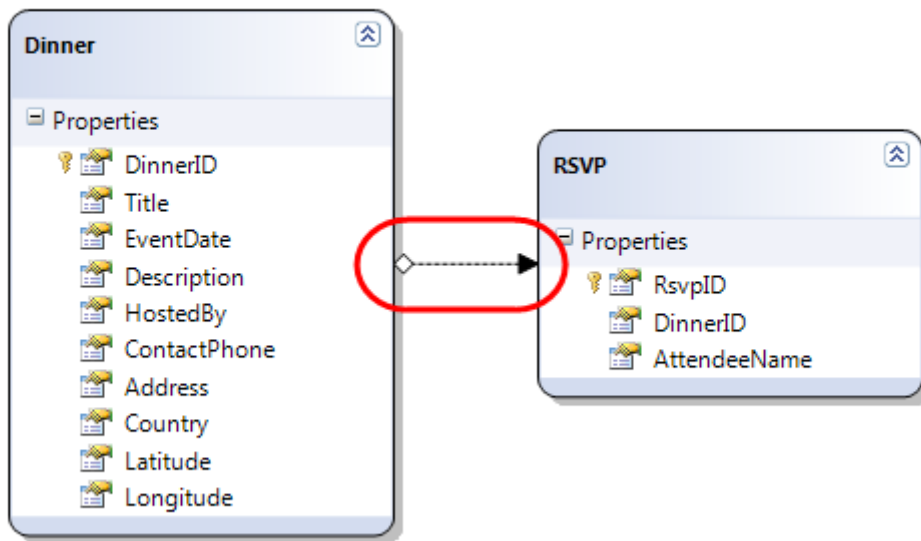 Dinner
Properties
DinnerID
Title
EventDate
Description
HostedBy
ContactPhone
Address
Country
Latitude
Longitude
RSVP
Properties
RsvpID
DinnerID
AttendeeName